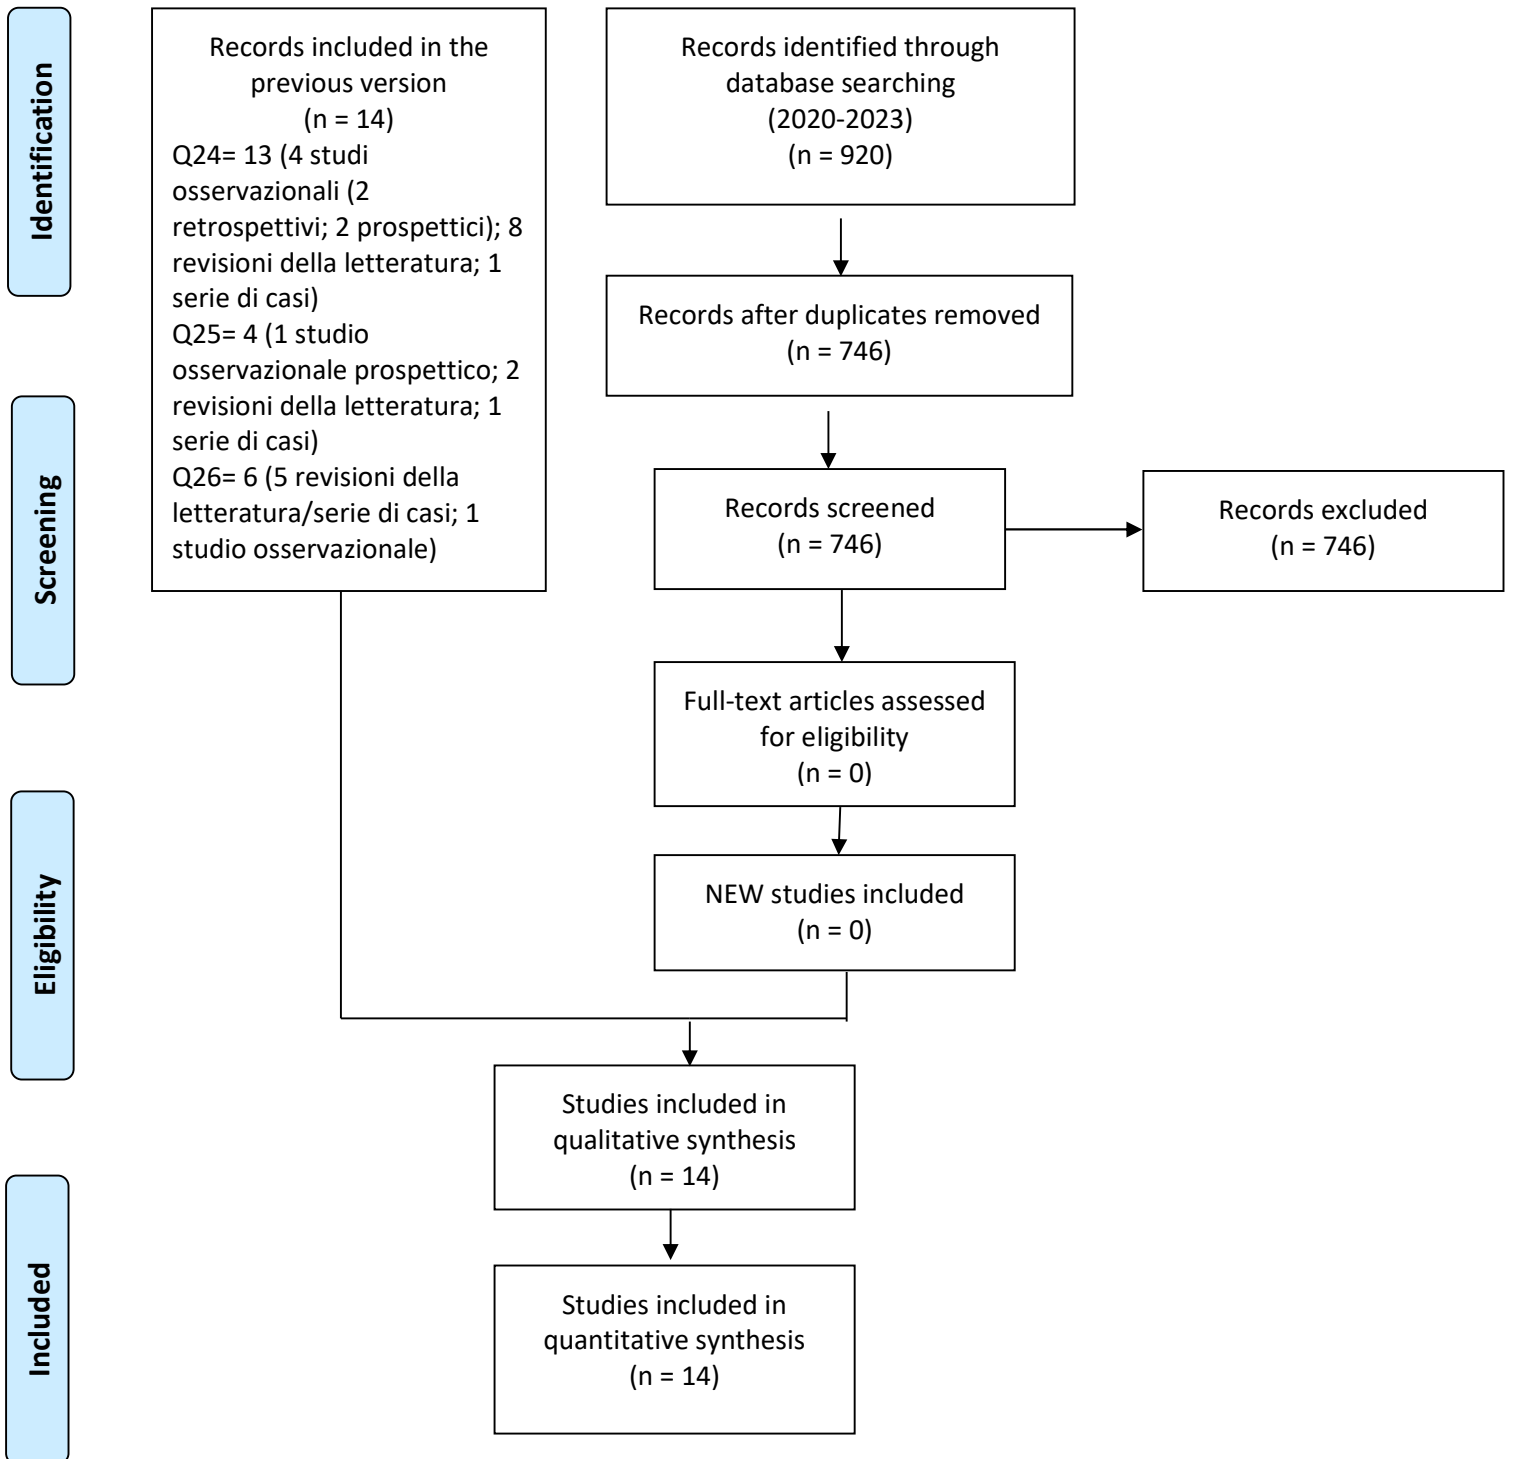 Identification
Records included in the
previous version
(n = 14)
Q24= 13 (4 studi
osservazionali (2
retrospettivi; 2 prospettici); 8
revisioni della letteratura; 1
serie di casi)
Q25= 4 (1 studio
osservazionale prospettico; 2
revisioni della letteratura; 1
serie di casi)
Q26= 6 (5 revisioni della
letteratura/serie di casi; 1
studio osservazionale)
Records identified through
database searching
(2020-2023)
(n = 920)
Records after duplicates removed
(n = 746)
Screening
Records screened
(n = 746)
Records excluded
(n = 746)
Full-text articles assessed
for eligibility
(n = 0)
Eligibility
NEW studies included
(n = 0)
Studies included in
qualitative synthesis
(n = 14)
Included
Studies included in
quantitative synthesis
(n = 14)